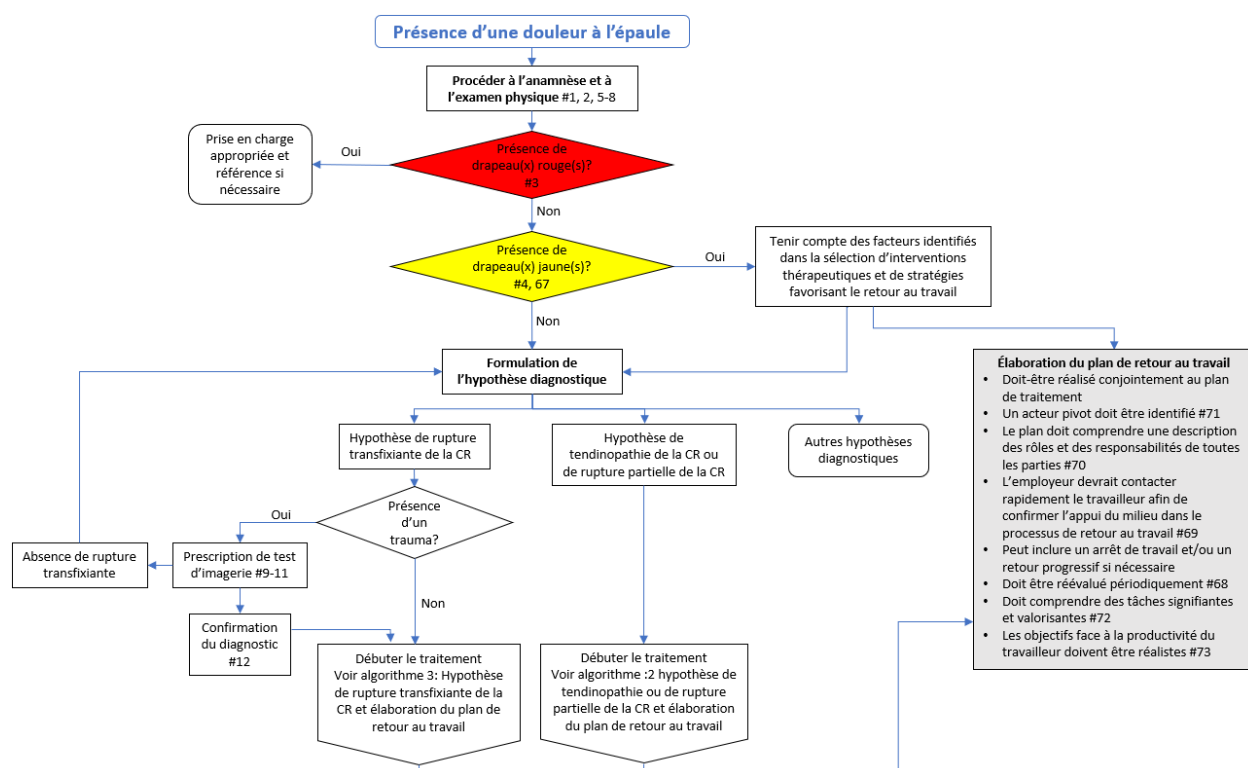 Présence d'une douleur à l'épaule
Procéder à l'anamnèse et à
l'examen physique #1, 2, 5-8
Prise en charge
appropriée et
référence si
nécessaire
Oui
Présence de
drapeau(x) rouge(s)?
#3
Non
Présence de
drapeau(x) jaune(s)?
#4, 67
Oui
Tenir compte des facteurs identifiés
dans la sélection d'interventions
thérapeutiques et de stratégies
favorisant le retour au travail
Non
Formulation de
l'hypothèse diagnostique
Élaboration du plan de retour au travail
• Doit-être réalisé conjointement au plan
de traitement
• Un acteur pivot doit être identifié #71
• Le plan doit comprendre une description
des rôles et des responsabilités de toutes
les parties #70
• L'employeur devrait contacter
rapidement le travailleur afin de
confirmer l'appui du milieu dans le
processus de retour au travail #69
• Peut inclure un arrêt de travail et/ou un
retour progressif si nécessaire
• Doit être réévalué périodiquement #68
• Doit comprendre des tâches signifiantes
et valorisantes #72
• Les objectifs face à la productivité du
travailleur doivent être réalistes #73
Hypothèse de rupture
transfixiante de la CR
Hypothèse de
tendinopathie de la CR ou
de rupture partielle de la CR
Autres hypothèses
diagnostiques
Présence
d'un
trauma?
Oui
Absence de rupture
transfixiante
Prescription de test
d'imagerie #9-11
Non
Confirmation
du diagnostic
#12
Débuter le traitement
Voir algorithme 3: Hypothèse
de rupture transfixiante de la
CR et élaboration du plan de
retour au travail
Débuter le traitement
Voir algorithme :2 hypothèse de
tendinopathie ou de rupture
partielle de la CR et élaboration
du plan de retour au travail